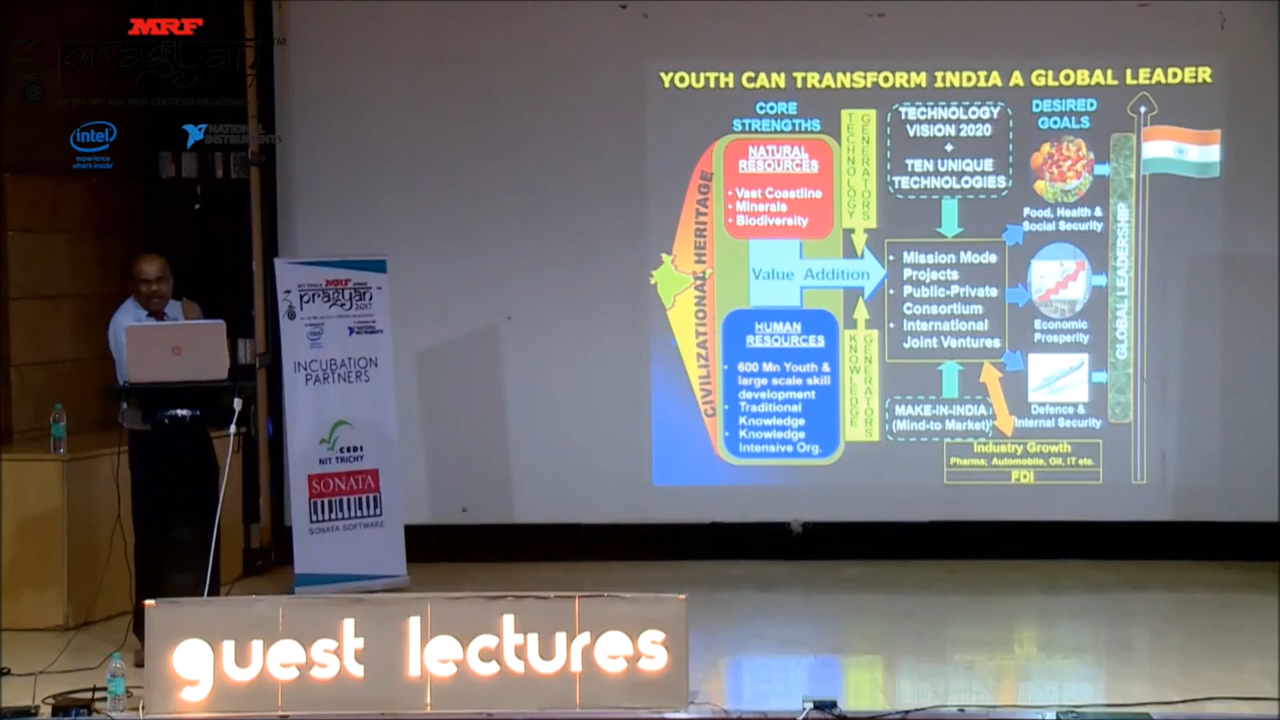 MRF
pragyan
TM
intel
experience
what's inside
NATIONAL
INSTRUMENTS
MRF
pragyan
2017
INCUBATION
PARTNERS
CEDI
NIT TRICHY
SONATA
SONATA SOFTWARE
guest lectures
YOUTH CAN TRANSFORM INDIA A GLOBAL LEADER
CORE
STRENGTHS
CIVILIZATIONAL HERITAGE
NATURAL
RESOURCES
• Vast Coastline
• Minerals
• Biodiversity
Value Addition
HUMAN
RESOURCES
• 600 Mn Youth &
large scale skill
development
• Traditional
Knowledge
• Knowledge
Intensive Org.
TECHNOLOGY
GENERATORS
KNOWLEDGE
GENERATORS
TECHNOLOGY
VISION 2020
+
TEN UNIQUE
TECHNOLOGIES
• Mission Mode
Projects
• Public-Private
Consortium
• International
Joint Ventures
MAKE-IN-INDIA
(Mind-to Market)
Industry Growth
Pharma; Automobile, Oil, IT etc.
FDI
DESIRED
GOALS
Food, Health &
Social Security
Economic
Prosperity
Defence &
Internal Security
GLOBAL LEADERSHIP